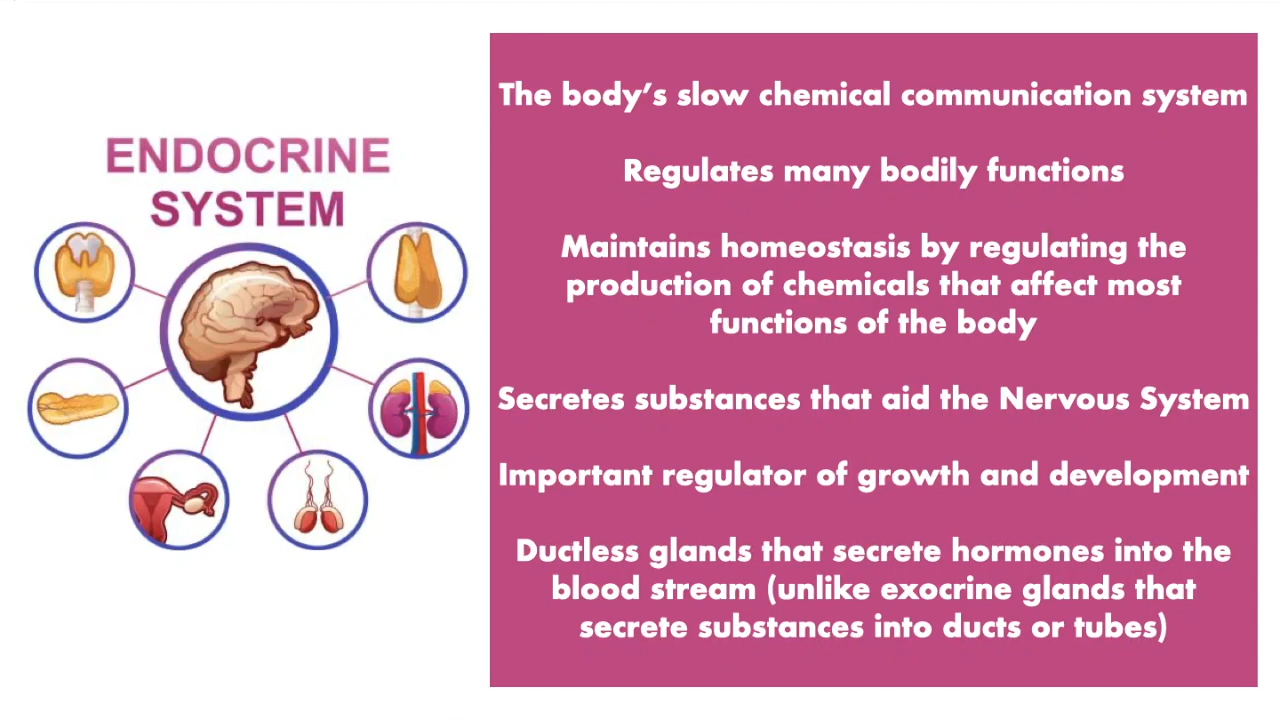 ENDOCRINE
SYSTEM
The body's slow chemical communication system
Regulates many bodily functions
Maintains homeostasis by regulating the
production of chemicals that affect most
functions of the body
Secretes substances that aid the Nervous System
Important regulator of growth and development
Ductless glands that secrete hormones into the
blood stream (unlike exocrine glands that
secrete substances into ducts or tubes)